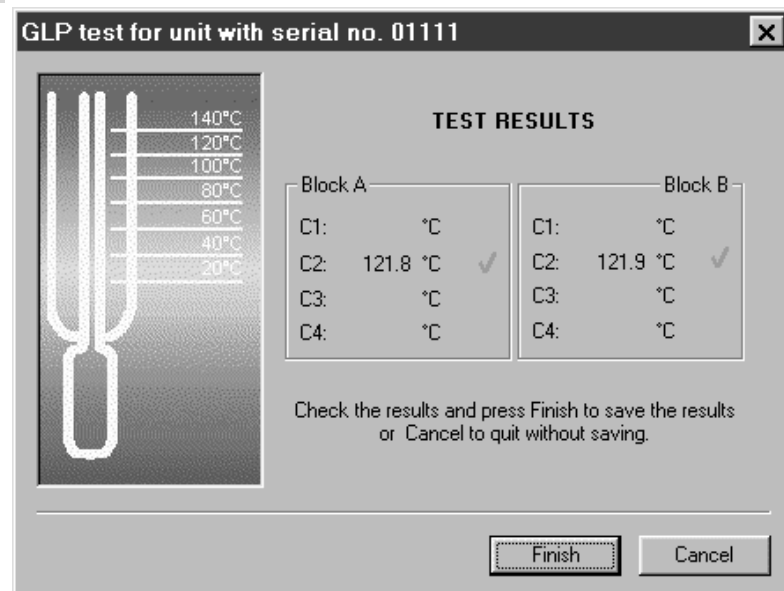 GLP test for unit with serial no. 01111
140°C
120°C
100°C
80°C
60°C
40°C
20°C
TEST RESULTS
Block A
C1: °C
C2: 121.8 °C
C3: °C
C4: °C
Block B
C1: °C
C2: 121.9 °C
C3: °C
C4: °C
Check the results and press Finish to save the results
or Cancel to quit without saving.
Finish Cancel